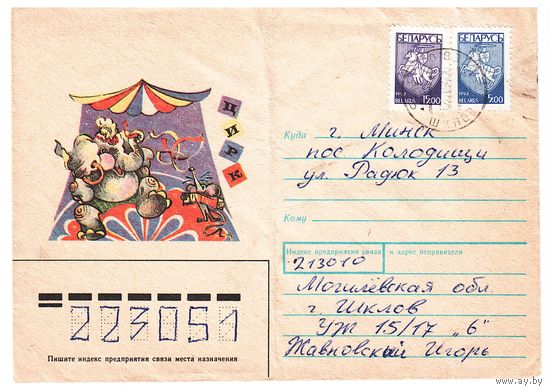 БЕЛАРУСЬ
1992 15.00
BELARUS
БЕЛАРУСЬ
1992 5.00
BELARUS
ШКЛОВ
ЦИРК
Куда г. Минск
пос Колодищи
ул. Радюк 13
Кому
Индекс предприятия связи и адрес отправителя
213010
Могилёвская обл.
г Шклов
УЖ 15/17 „б"
Жавновский Игорь
223051
Пишите индекс предприятия связи места назначения
www.ay.by